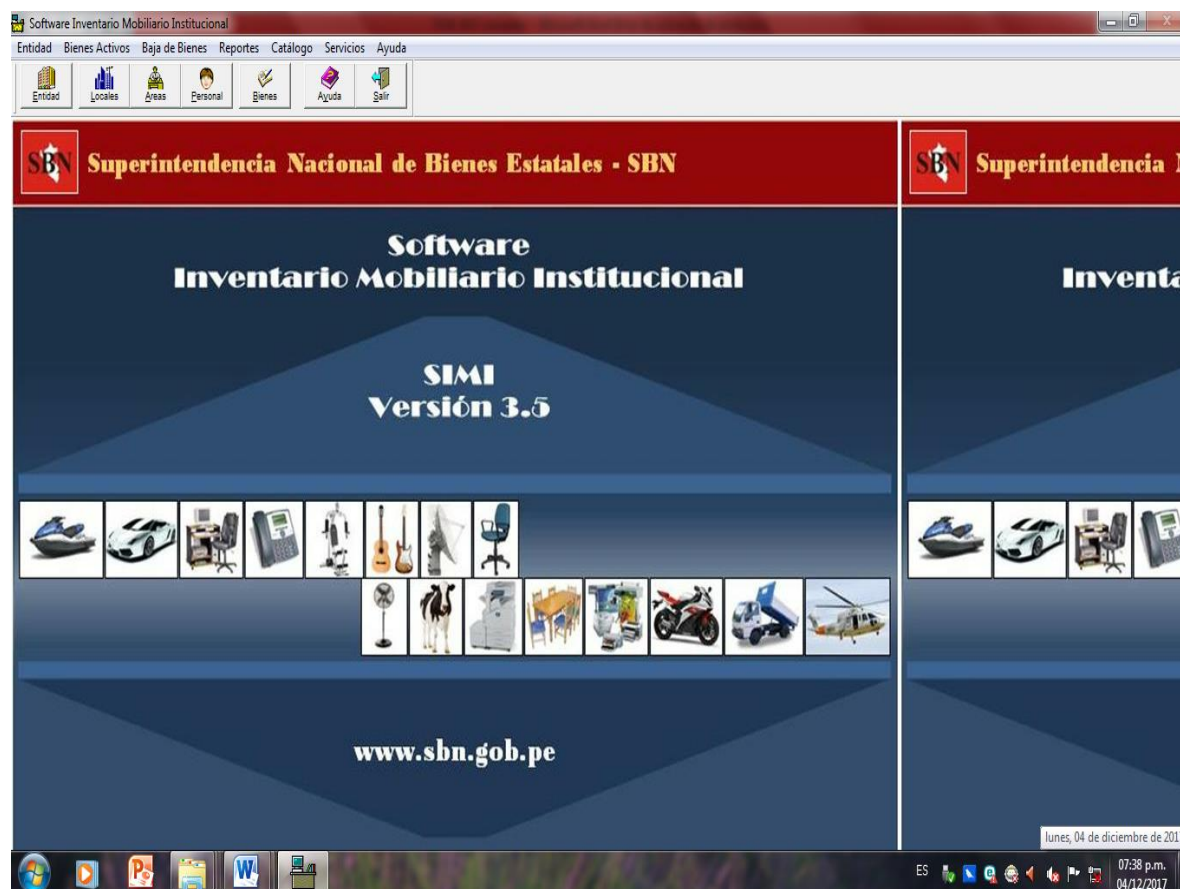 Software Inventario Mobiliario Institucional
Entidad Bienes Activos Baja de Bienes Reportes Catálogo Servicios Ayuda
Entidad Locales Areas Personal Bienes Ayuda Salir
SBN Superintendencia Nacional de Bienes Estatales - SBN
SBN Superintendencia
Software
Inventario Mobiliario Institucional
Inventa
SIMI
Versión 3.5
www.sbn.gob.pe
lunes, 04 de diciembre de 201
ES 07:38 p.m.
04/12/2017